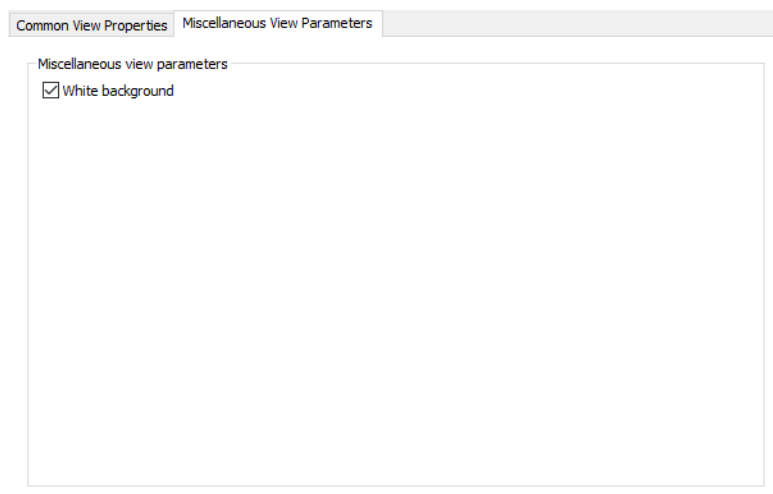 Common View Properties Miscellaneous View Parameters
Miscellaneous view parameters
White background